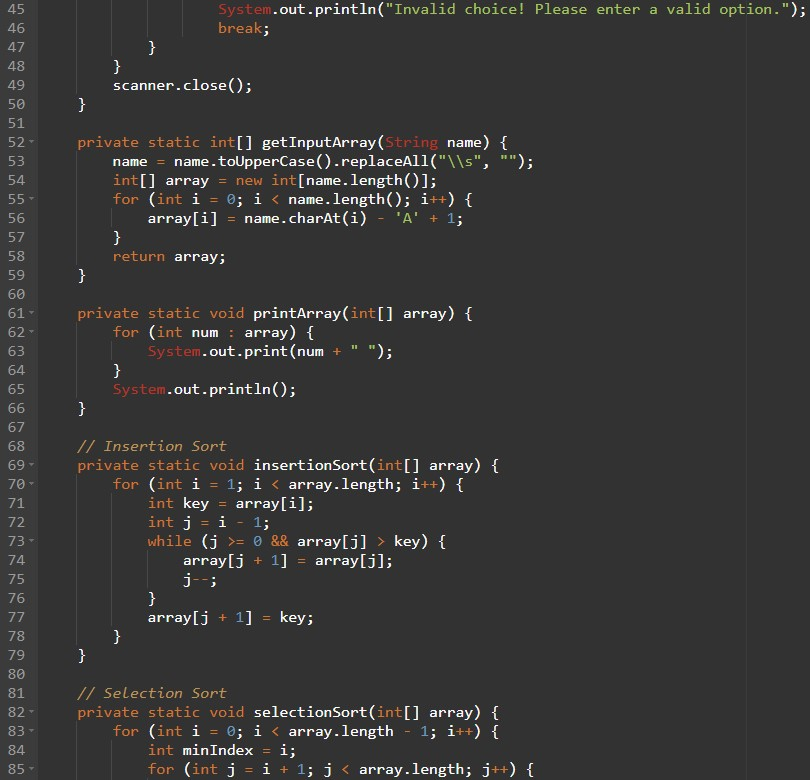 45 System.out.println("Invalid choice! Please enter a valid option.");
46 break;
47 }
48 }
49 scanner.close();
50 }
51
52 private static int[] getInputArray(String name) {
53 name = name.toUpperCase().replaceAll("\\s", "");
54 int[] array = new int[name.length()];
55 for (int i = 0; i < name.length(); i++) {
56 array[i] = name.charAt(i) - 'A' + 1;
57 }
58 return array;
59 }
60
61 private static void printArray(int[] array) {
62 for (int num : array) {
63 System.out.print(num + " ");
64 }
65 System.out.println();
66 }
67
68 // Insertion Sort
69 private static void insertionSort(int[] array) {
70 for (int i = 1; i < array.length; i++) {
71 int key = array[i];
72 int j = i - 1;
73 while (j >= 0 && array[j] > key) {
74 array[j + 1] = array[j];
75 j--;
76 }
77 array[j + 1] = key;
78 }
79 }
80
81 // Selection Sort
82 private static void selectionSort(int[] array) {
83 for (int i = 0; i < array.length - 1; i++) {
84 int minIndex = i;
85 for (int j = i + 1; j < array.length; j++) {